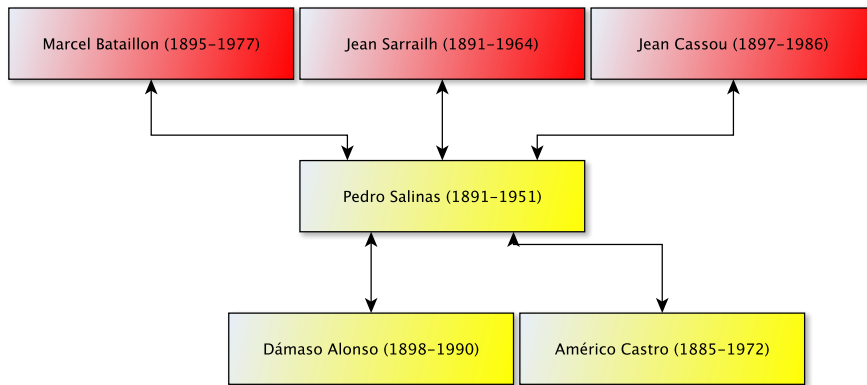 Marcel Bataillon (1895-1977)
Jean Sarrailh (1891-1964)
Jean Cassou (1897-1986)
Pedro Salinas (1891-1951)
Dámaso Alonso (1898-1990)
Américo Castro (1885-1972)